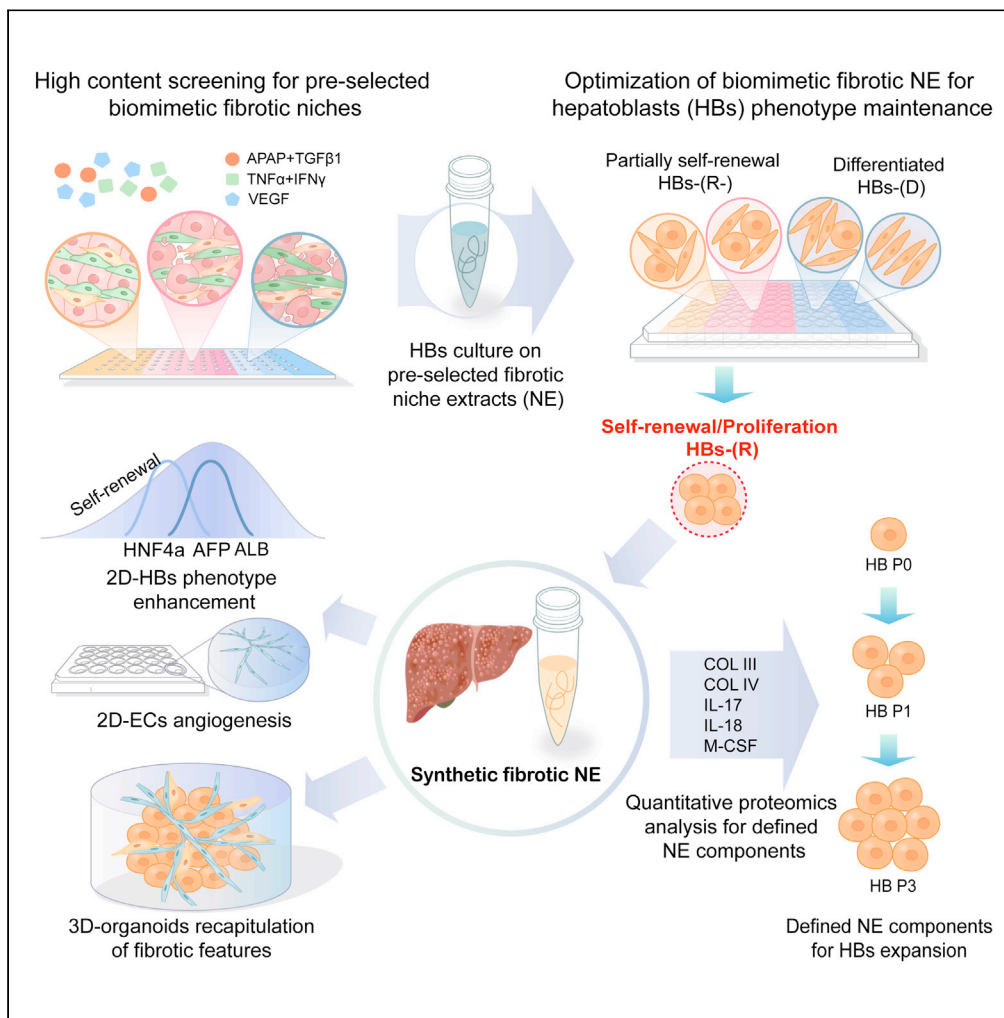 High content screening for pre-selected
biomimetic fibrotic niches
APAP+TGFβ1
TNFα+IFNγ
VEGF
HBs culture on
pre-selected fibrotic
niche extracts (NE)
Optimization of biomimetic fibrotic NE for
hepatoblasts (HBs) phenotype maintenance
Partially self-renewal
HBs-(R-)
Differentiated
HBs-(D)
Self-renewal/Proliferation
HBs-(R)
Self-renewal
HNF4a AFP ALB
2D-HBs phenotype
enhancement
2D-ECs angiogenesis
3D-organoids recapitulation
of fibrotic features
Synthetic fibrotic NE
COL III
COL IV
IL-17
IL-18
M-CSF
Quantitative proteomics
analysis for defined
NE components
HB P0
HB P1
HB P3
Defined NE components
for HBs expansion